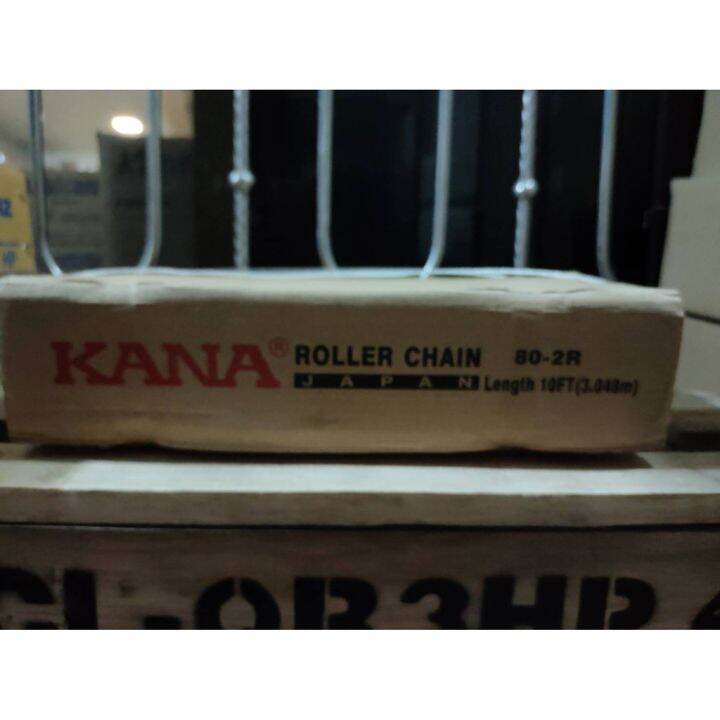 KANA® ROLLER CHAIN 80-2R
JAPAN Length 10FT(3.048m)